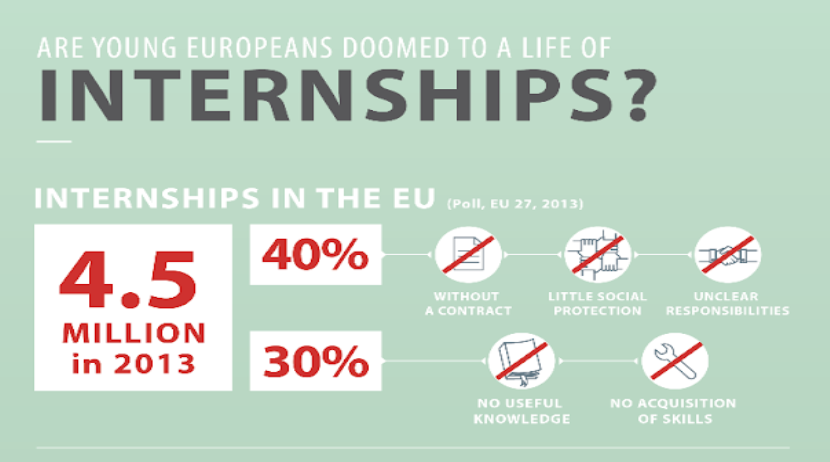 ARE YOUNG EUROPEANS DOOMED TO A LIFE OF
INTERNSHIPS?
INTERNSHIPS IN THE EU (Poll, EU 27, 2013)
4.5
MILLION
in 2013
40%
WITHOUT
A CONTRACT
LITTLE SOCIAL
PROTECTION
UNCLEAR
RESPONSIBILITIES
30%
NO USEFUL
KNOWLEDGE
NO ACQUISITION
OF SKILLS